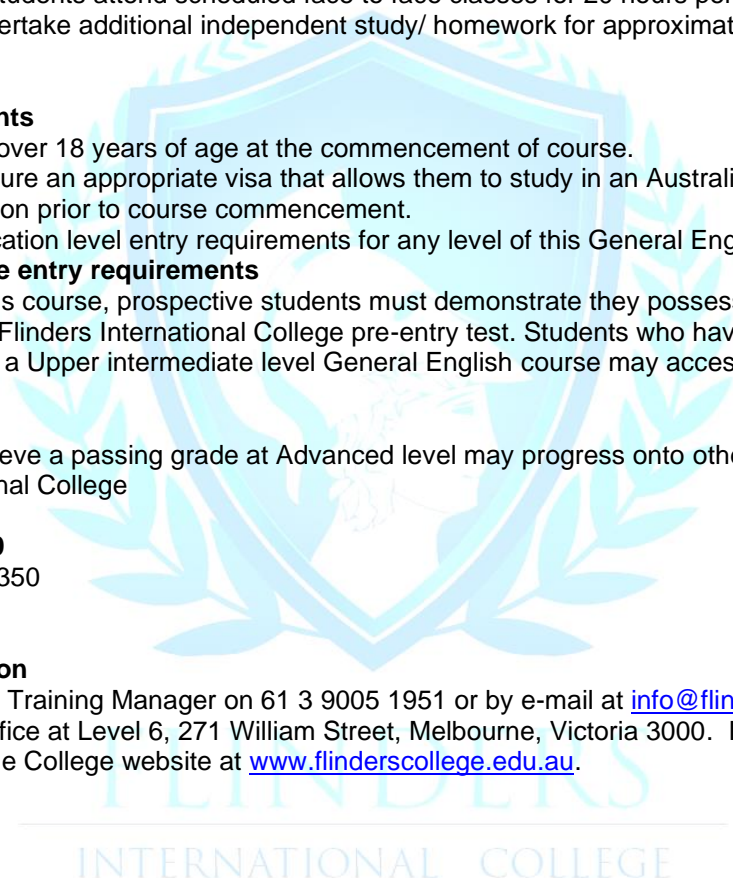 tudents attend scheduled face to face classes for 20 hours per
ertake additional independent study/ homework for approximat
nts
over 18 years of age at the commencement of course.
ure an appropriate visa that allows them to study in an Australi
on prior to course commencement.
cation level entry requirements for any level of this General Eng
e entry requirements
s course, prospective students must demonstrate they posses
Flinders International College pre-entry test. Students who hav
a Upper intermediate level General English course may acces
eve a passing grade at Advanced level may progress onto othe
nal College
0
350
on
Training Manager on 61 3 9005 1951 or by e-mail at info@flin
ffice at Level 6, 271 William Street, Melbourne, Victoria 3000.
e College website at www.flinderscollege.edu.au.
FLINDERS
INTERNATIONAL COLLEGE